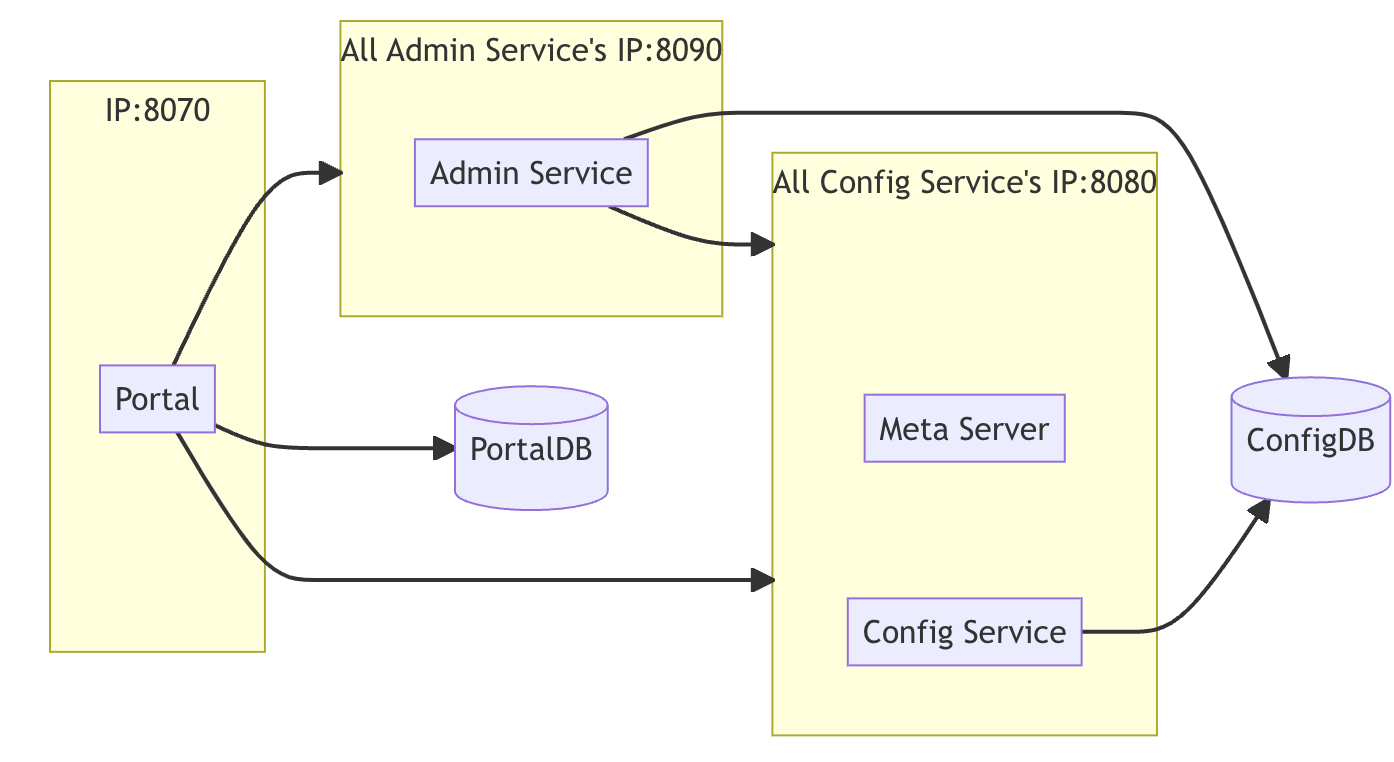 All Admin Service's IP:8090
IP:8070
Admin Service
All Config Service's IP:8080
Portal
PortalDB
Meta Server
ConfigDB
Config Service